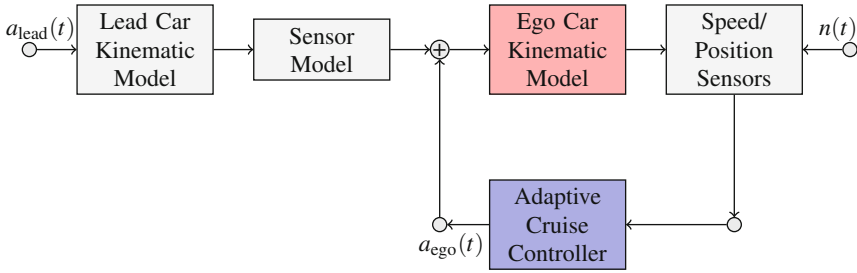 a_lead(t)
Lead Car
Kinematic
Model
Sensor
Model
+
Ego Car
Kinematic
Model
Speed/
Position
Sensors
n(t)
Adaptive
Cruise
Controller
a_ego(t)